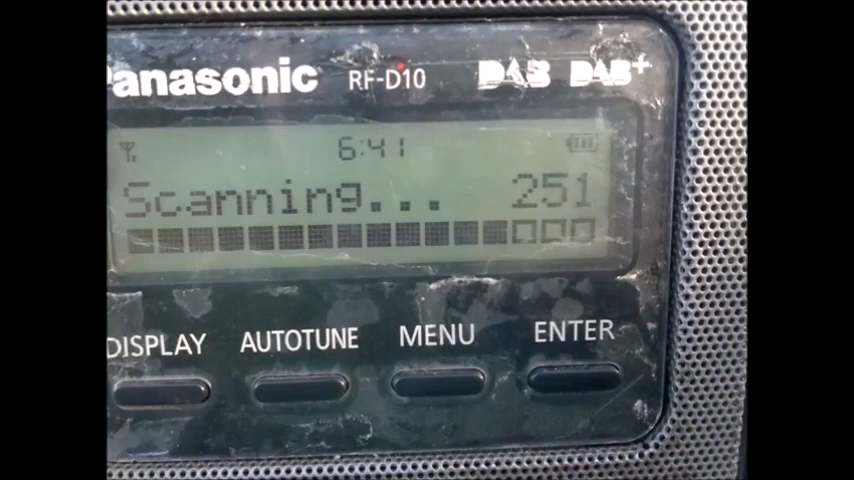 Panasonic RF-D10 DAB DAB+
6:41
Scanning... 251
DISPLAY AUTOTUNE MENU ENTER